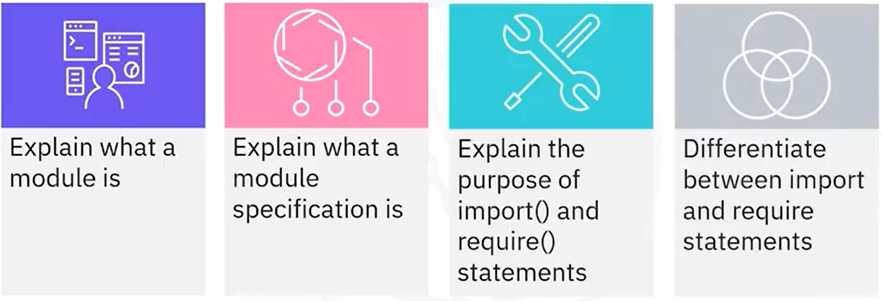 Explain what a
module is
Explain what a
module
specification is
Explain the
purpose of
import() and
require()
statements
Differentiate
between import
and require
statements